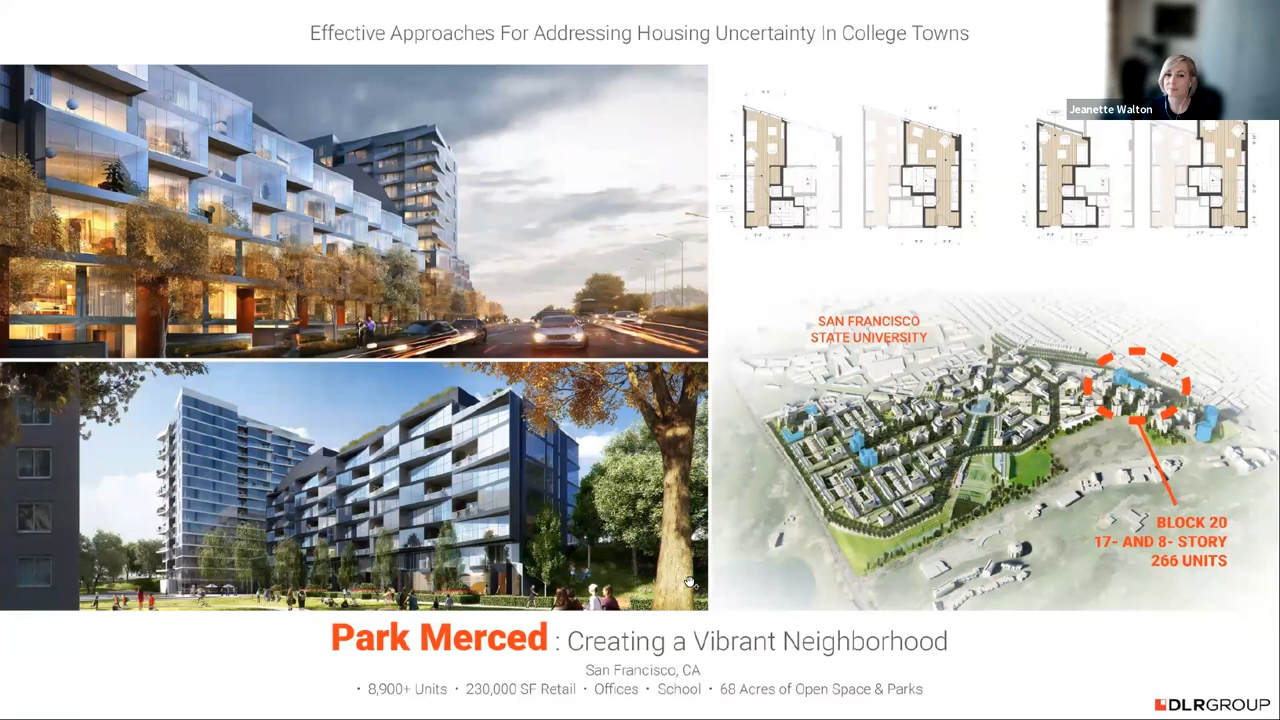 Effective Approaches For Addressing Housing Uncertainty In College Towns
Jeanette Walton
SAN FRANCISCO
STATE UNIVERSITY
BLOCK 20
17- AND 8- STORY
266 UNITS
Park Merced : Creating a Vibrant Neighborhood
San Francisco, CA
• 8,900+ Units • 230,000 SF Retail • Offices • School • 68 Acres of Open Space & Parks
DLRGROUP